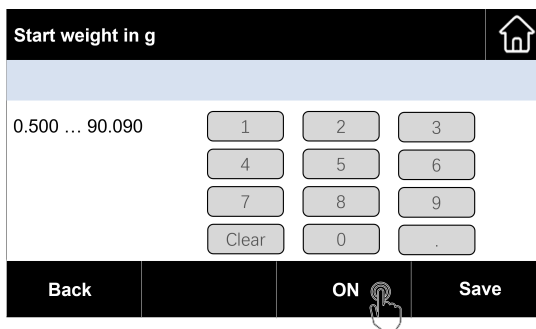 Start weight in g
0.500 … 90.090
1 2 3
4 5 6
7 8 9
Clear 0 .
Back ON Save